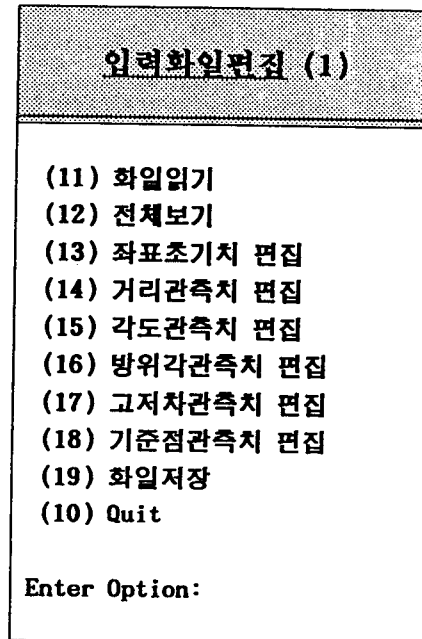 입력화일편집 (1)
(11) 화일읽기
(12) 전체보기
(13) 좌표초기치 편집
(14) 거리관측치 편집
(15) 각도관측치 편집
(16) 방위각관측치 편집
(17) 고저차관측치 편집
(18) 기준점관측치 편집
(19) 화일저장
(10) Quit
Enter Option: